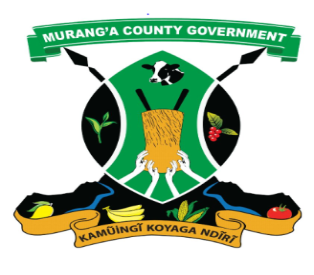 MURANG'A COUNTY GOVERNMENT
KAMŨINGĨ KOYAGA NDĨRĨ